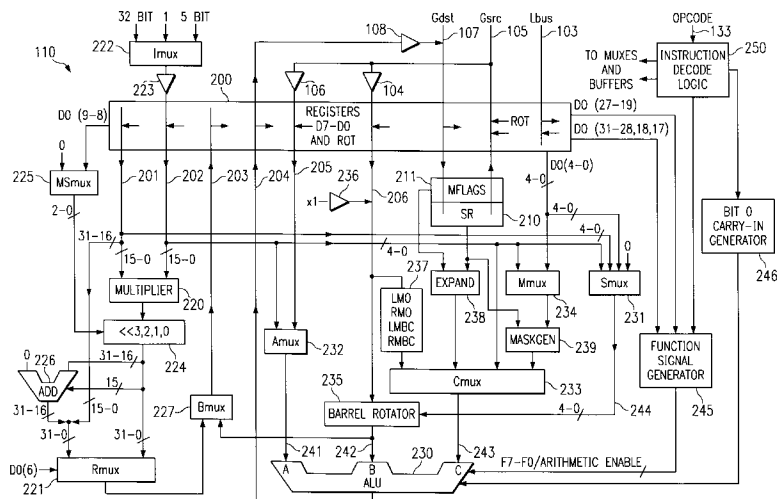 32 BIT 1 5 BIT
108
Gdst
Gsrc
Lbus
107
105
103
OPCODE
133
250
222
Imux
TO MUXES
AND
BUFFERS
INSTRUCTION
DECODE
LOGIC
110
223
106
104
200
DO (9-8)
REGISTERS
D7-D0
AND ROT
ROT
DO (27-19)
DO (31-28,18,17)
0
225
MSmux
201
202
203
204
205
206
236
x1
211
MFLAGS
SR
210
DO(4-0)
4-0
2-0
4-0
4-0
0
BIT 0
CARRY-IN
GENERATOR
246
31-16
15-0
15-0
4-0
MULTIPLIER
220
237
LMO
RMO
LMBC
RMBC
EXPAND
238
Mmux
234
Smux
231
<<3,2,1,0
224
Amux
232
MASKGEN
239
0
226
31-16
ADD
15
31-16
15-0
227
Bmux
235
BARREL ROTATOR
Cmux
233
4-0
244
FUNCTION
SIGNAL
GENERATOR
245
31-0
31-0
241
242
243
DO(6)
Rmux
221
A
B
230
C
ALU
F7-F0/ARITHMETIC ENABLE